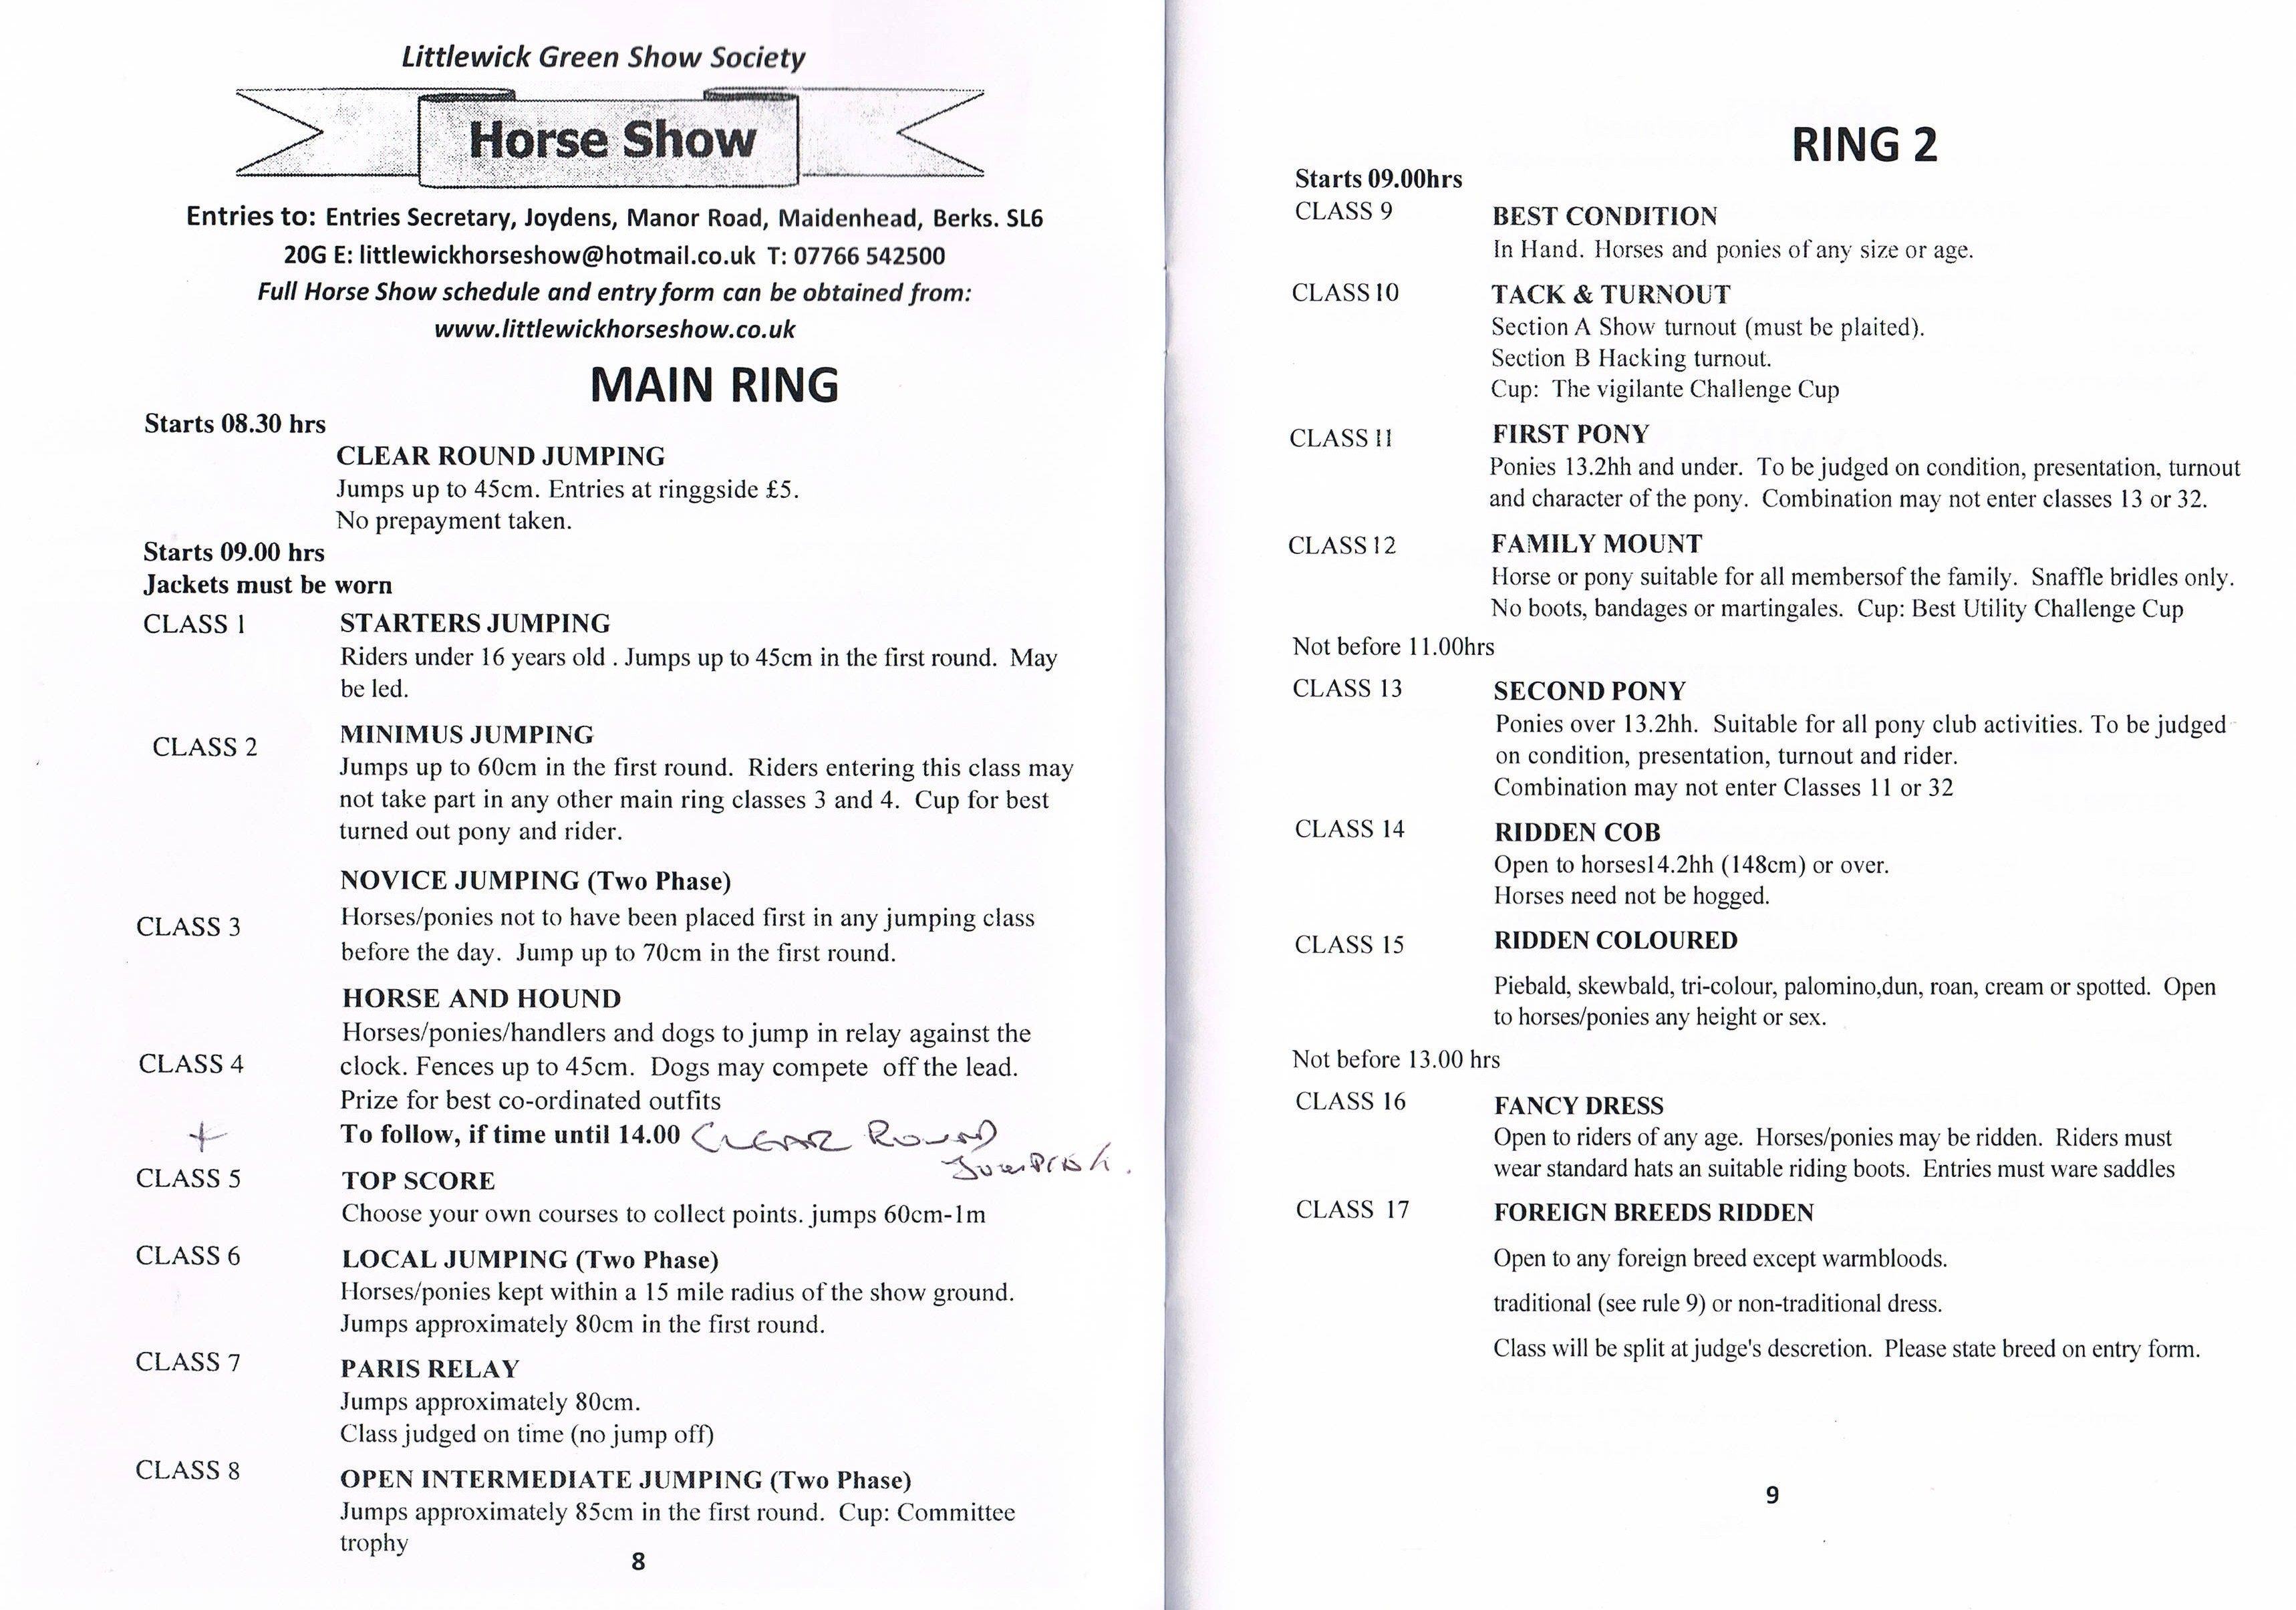 Littlewick Green Show Society
Horse Show
Entries to: Entries Secretary, Joydens, Manor Road, Maidenhead, Berks. SL6
20G E: littlewickhorseshow@hotmail.co.uk T: 07766 542500
Full Horse Show schedule and entry form can be obtained from:
www.littlewickhorseshow.co.uk
MAIN RING
Starts 08.30 hrs
CLEAR ROUND JUMPING
Jumps up to 45cm. Entries at ringgside £5.
No prepayment taken.
Starts 09.00 hrs
Jackets must be worn
CLASS 1 STARTERS JUMPING
Riders under 16 years old . Jumps up to 45cm in the first round. May
be led.
CLASS 2 MINIMUS JUMPING
Jumps up to 60cm in the first round. Riders entering this class may
not take part in any other main ring classes 3 and 4. Cup for best
turned out pony and rider.
NOVICE JUMPING (Two Phase)
CLASS 3 Horses/ponies not to have been placed first in any jumping class
before the day. Jump up to 70cm in the first round.
HORSE AND HOUND
Horses/ponies/handlers and dogs to jump in relay against the
CLASS 4 clock. Fences up to 45cm. Dogs may compete off the lead.
Prize for best co-ordinated outfits
+ To follow, if time until 14.00 CLEAR ROUND
JUMPING.
CLASS 5 TOP SCORE
Choose your own courses to collect points. jumps 60cm-1m
CLASS 6 LOCAL JUMPING (Two Phase)
Horses/ponies kept within a 15 mile radius of the show ground.
Jumps approximately 80cm in the first round.
CLASS 7 PARIS RELAY
Jumps approximately 80cm.
Class judged on time (no jump off)
CLASS 8 OPEN INTERMEDIATE JUMPING (Two Phase)
Jumps approximately 85cm in the first round. Cup: Committee
trophy
8
RING 2
Starts 09.00hrs
CLASS 9 BEST CONDITION
In Hand. Horses and ponies of any size or age.
CLASS 10 TACK & TURNOUT
Section A Show turnout (must be plaited).
Section B Hacking turnout.
Cup: The vigilante Challenge Cup
CLASS 11 FIRST PONY
Ponies 13.2hh and under. To be judged on condition, presentation, turnout
and character of the pony. Combination may not enter classes 13 or 32.
CLASS 12 FAMILY MOUNT
Horse or pony suitable for all membersof the family. Snaffle bridles only.
No boots, bandages or martingales. Cup: Best Utility Challenge Cup
Not before 11.00hrs
CLASS 13 SECOND PONY
Ponies over 13.2hh. Suitable for all pony club activities. To be judged
on condition, presentation, turnout and rider.
Combination may not enter Classes 11 or 32
CLASS 14 RIDDEN COB
Open to horses14.2hh (148cm) or over.
Horses need not be hogged.
CLASS 15 RIDDEN COLOURED
Piebald, skewbald, tri-colour, palomino,dun, roan, cream or spotted. Open
to horses/ponies any height or sex.
Not before 13.00 hrs
CLASS 16 FANCY DRESS
Open to riders of any age. Horses/ponies may be ridden. Riders must
wear standard hats an suitable riding boots. Entries must ware saddles
CLASS 17 FOREIGN BREEDS RIDDEN
Open to any foreign breed except warmbloods.
traditional (see rule 9) or non-traditional dress.
Class will be split at judge's descretion. Please state breed on entry form.
9